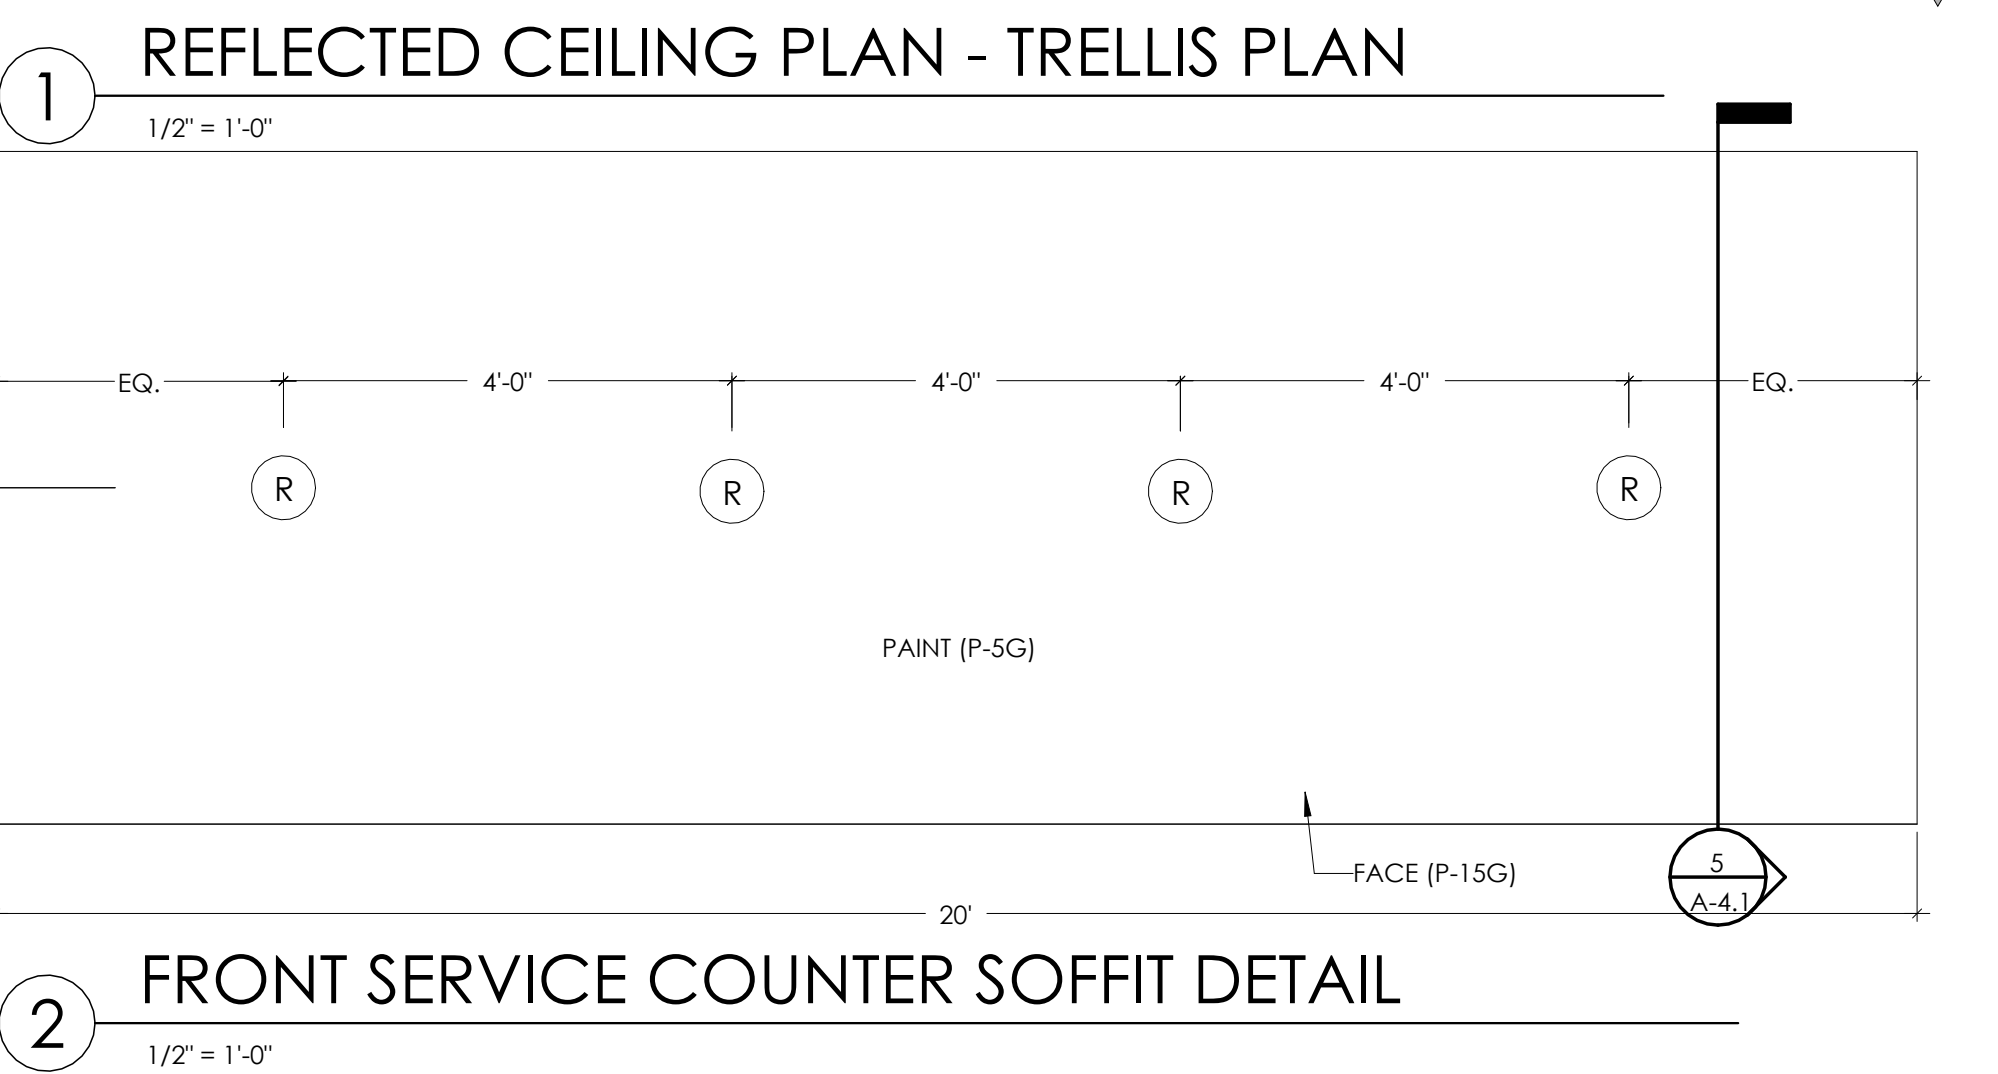 REFLECTED CEILING PLAN - TRELLIS PLAN
1
1/2" = 1'-0"
EQ.
4'-0"
4'-0"
4'-0"
EQ.
R
R
R
R
PAINT (P-5G)
FACE (P-15G)
5
A-4.1
20'
FRONT SERVICE COUNTER SOFFIT DETAIL
2
1/2" = 1'-0"